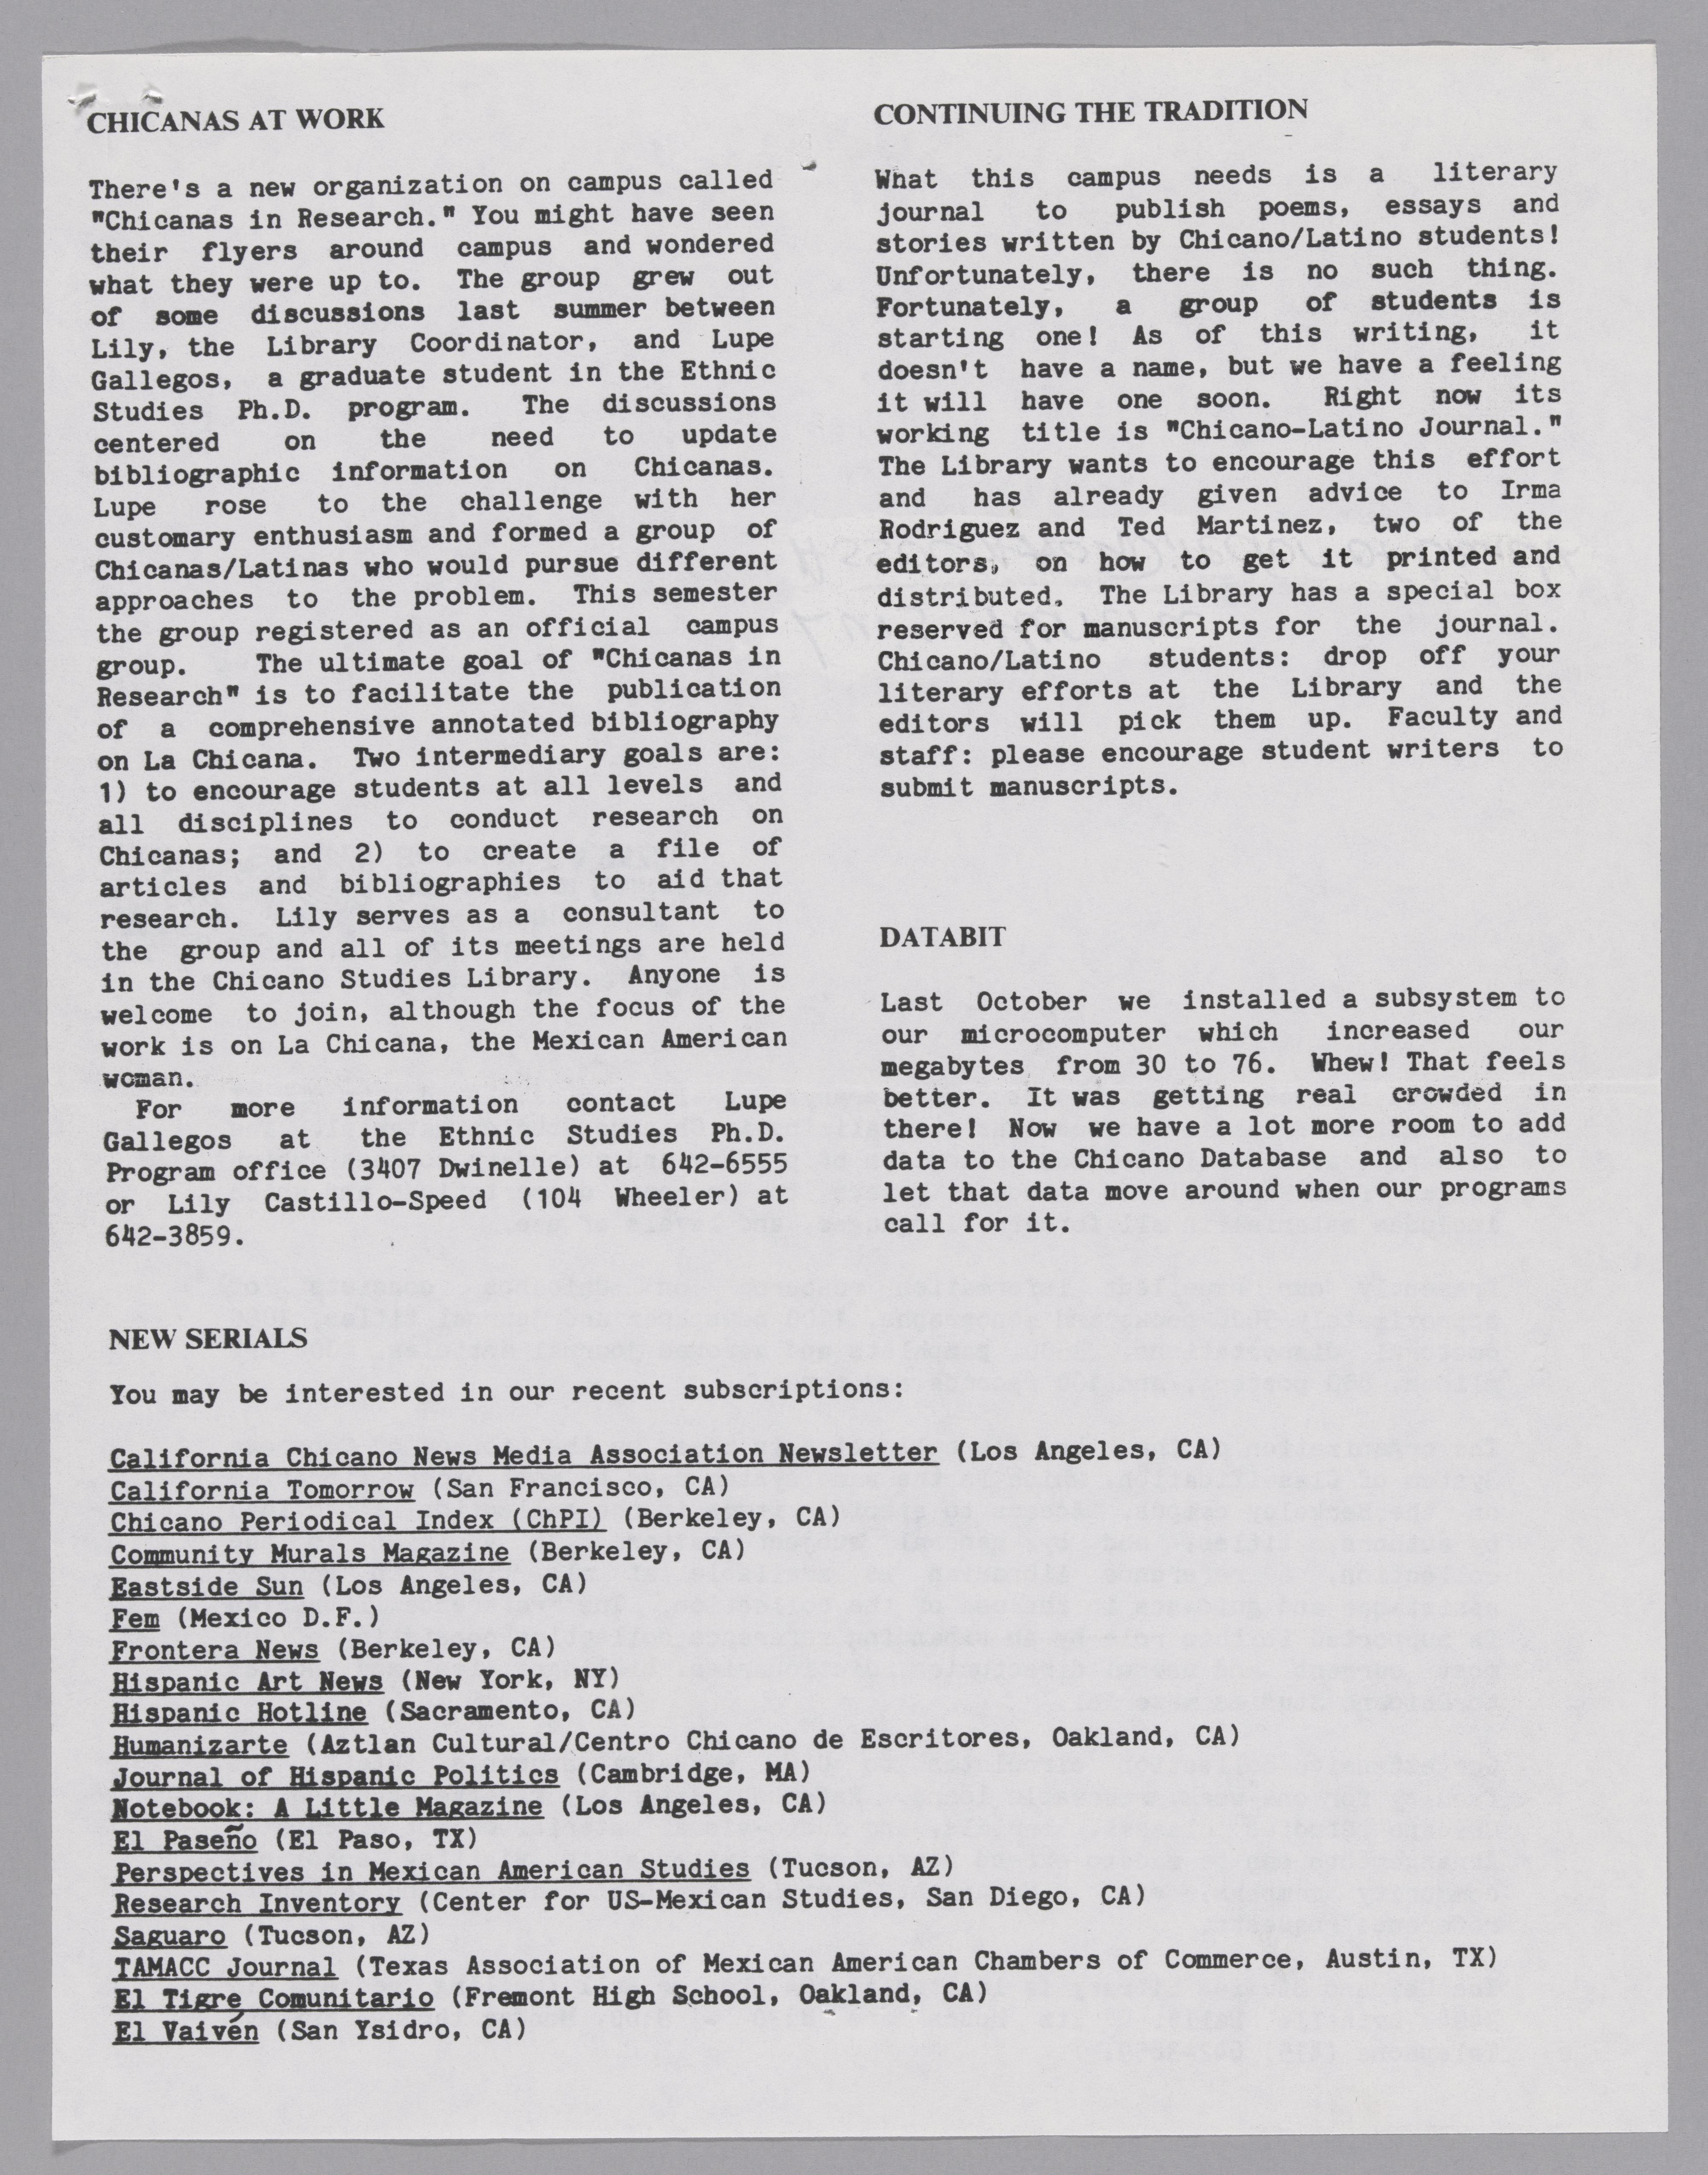 CHICANAS AT WORK
There's a new organization on campus called
"Chicanas in Research." You might have seen
their flyers around campus and wondered
what they were up to. The group grew out
of some discussions last summer between
Lily, the Library Coordinator, and Lupe
Gallegos, a graduate student in the Ethnic
Studies Ph.D. program. The discussions
centered on the need to update
bibliographic information on Chicanas.
Lupe rose to the challenge with her
customary enthusiasm and formed a group of
Chicanas/Latinas who would pursue different
approaches to the problem. This semester
the group registered as an official campus
group. The ultimate goal of "Chicanas in
Research" is to facilitate the publication
of a comprehensive annotated bibliography
on La Chicana. Two intermediary goals are:
1) to encourage students at all levels and
all disciplines to conduct research on
Chicanas; and 2) to create a file of
articles and bibliographies to aid that
research. Lily serves as a consultant to
the group and all of its meetings are held
in the Chicano Studies Library. Anyone is
welcome to join, although the focus of the
work is on La Chicana, the Mexican American
woman.
For more information contact Lupe
Gallegos at the Ethnic Studies Ph.D.
Program office (3407 Dwinelle) at 642-6555
or Lily Castillo-Speed (104 Wheeler) at
642-3859.
CONTINUING THE TRADITION
What this campus needs is a literary
journal to publish poems, essays and
stories written by Chicano/Latino students!
Unfortunately, there is no such thing.
Fortunately, a group of students is
starting one! As of this writing, it
doesn't have a name, but we have a feeling
it will have one soon. Right now its
working title is "Chicano-Latino Journal."
The Library wants to encourage this effort
and has already given advice to Irma
Rodriguez and Ted Martinez, two of the
editors, on how to get it printed and
distributed. The Library has a special box
reserved for manuscripts for the journal.
Chicano/Latino students: drop off your
literary efforts at the Library and the
editors will pick them up. Faculty and
staff: please encourage student writers to
submit manuscripts.
DATABIT
Last October we installed a subsystem to
our microcomputer which increased our
megabytes from 30 to 76. Whew! That feels
better. It was getting real crowded in
there! Now we have a lot more room to add
data to the Chicano Database and also to
let that data move around when our programs
call for it.
NEW SERIALS
You may be interested in our recent subscriptions:
California Chicano News Media Association Newsletter (Los Angeles, CA)
California Tomorrow (San Francisco, CA)
Chicano Periodical Index (ChPI) (Berkeley, CA)
Community Murals Magazine (Berkeley, CA)
Eastside Sun (Los Angeles, CA)
Fem (Mexico D.F.)
Frontera News (Berkeley, CA)
Hispanic Art News (New York, NY)
Hispanic Hotline (Sacramento, CA)
Humanizarte (Aztlan Cultural/Centro Chicano de Escritores, Oakland, CA)
Journal of Hispanic Politics (Cambridge, MA)
Notebook: A Little Magazine (Los Angeles, CA)
El Paseño (El Paso, TX)
Perspectives in Mexican American Studies (Tucson, AZ)
Research Inventory (Center for US-Mexican Studies, San Diego, CA)
Saguaro (Tucson, AZ)
TAMACC Journal (Texas Association of Mexican American Chambers of Commerce, Austin, TX)
El Tigre Comunitario (Fremont High School, Oakland, CA)
El Vaivén (San Ysidro, CA)